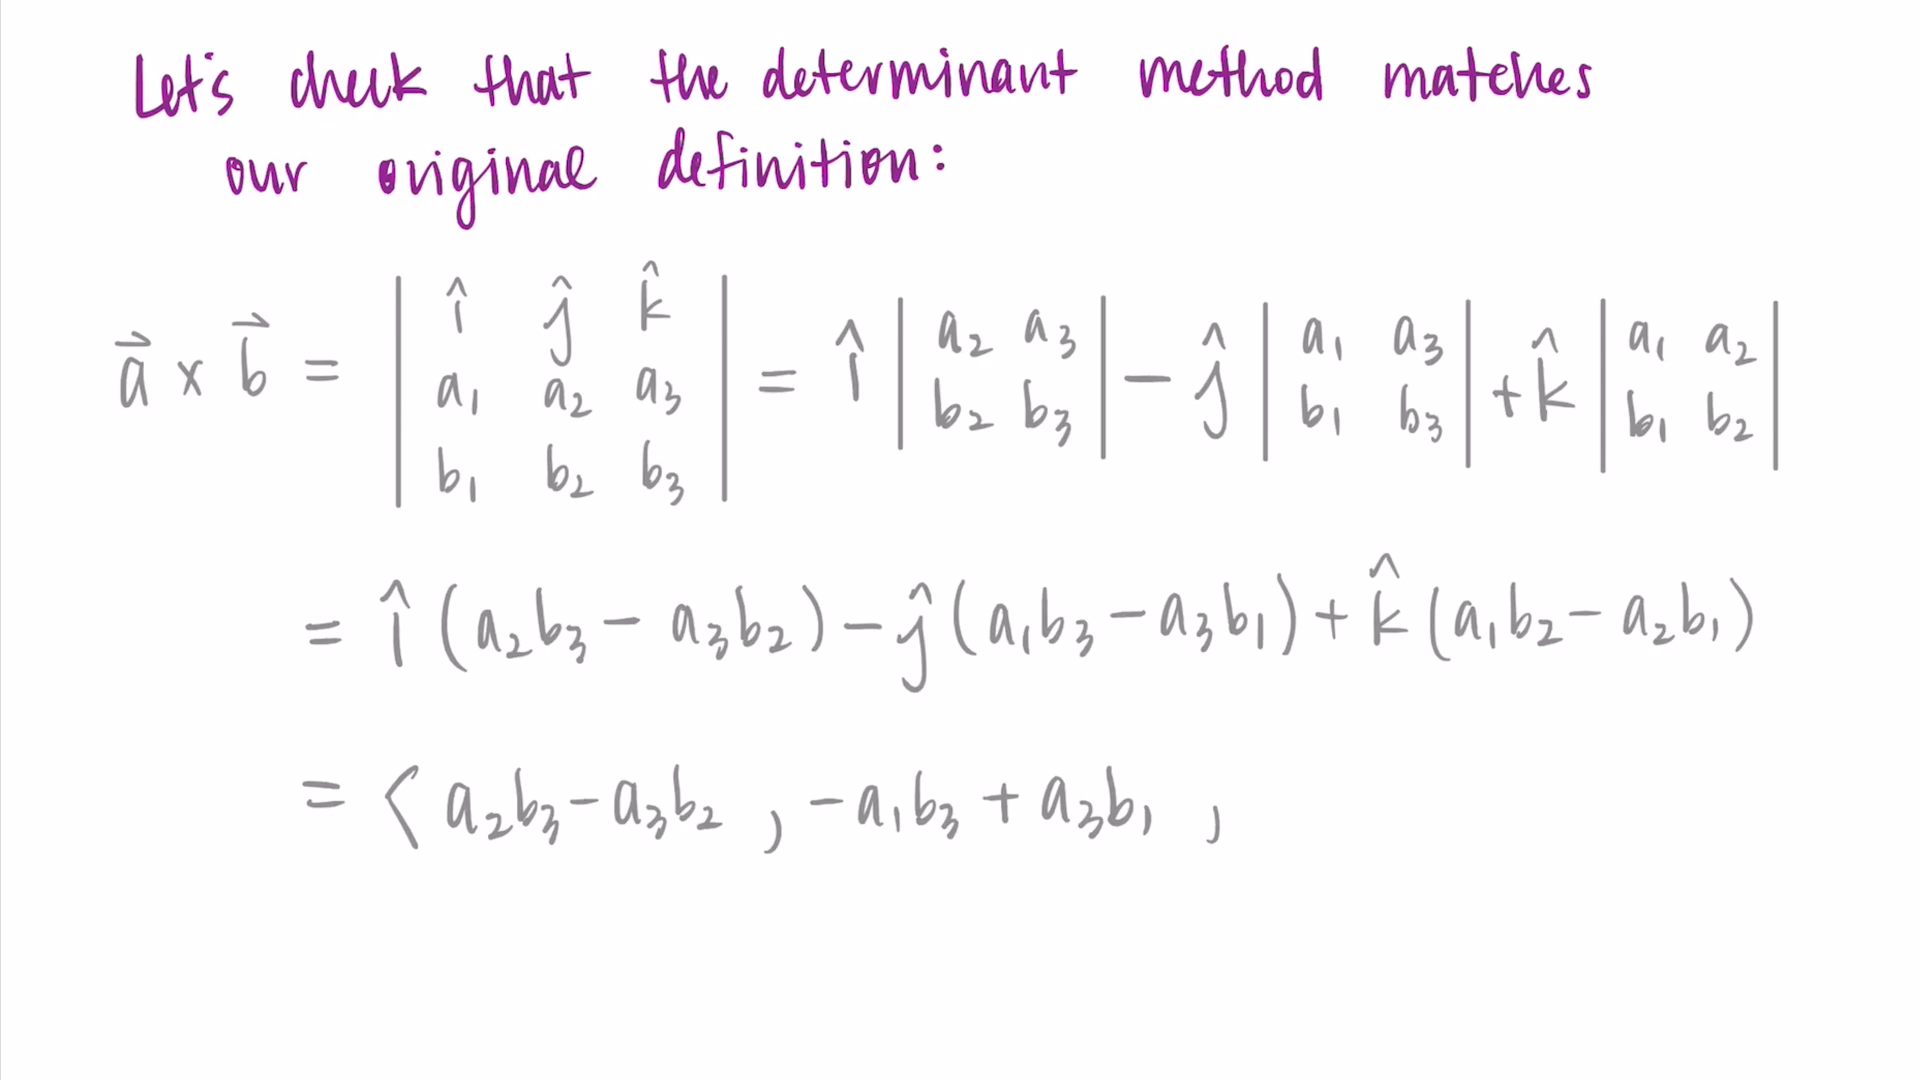 Let's check that the determinant method matches
our original definition:
a⃗ × b⃗ = | î ĵ k̂ | = î | a₂ a₃ | − ĵ | a₁ a₃ | + k̂ | a₁ a₂ |
| a₁ a₂ a₃ | | b₂ b₃ | | b₁ b₃ | | b₁ b₂ |
| b₁ b₂ b₃ |
= î (a₂b₃ − a₃b₂) − ĵ (a₁b₃ − a₃b₁) + k̂ (a₁b₂ − a₂b₁)
= ⟨ a₂b₃ − a₃b₂ , −a₁b₃ + a₃b₁ ,